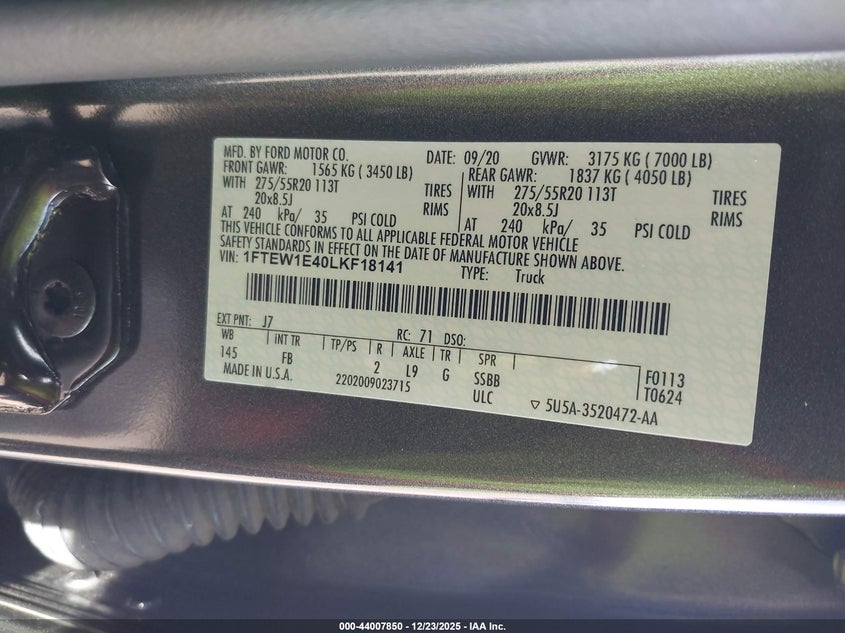 MFD. BY FORD MOTOR CO. DATE: 09/20 GVWR: 3175 KG ( 7000 LB)
FRONT GAWR: 1565 KG ( 3450 LB) REAR GAWR: 1837 KG ( 4050 LB)
WITH 275/55R20 113T TIRES WITH 275/55R20 113T TIRES
20x8.5J RIMS 20x8.5J RIMS
AT 240 kPa/ 35 PSI COLD AT 240 kPa/ 35 PSI COLD
THIS VEHICLE CONFORMS TO ALL APPLICABLE FEDERAL MOTOR VEHICLE
SAFETY STANDARDS IN EFFECT ON THE DATE OF MANUFACTURE SHOWN ABOVE.
VIN: 1FTEW1E40LKF18141 TYPE: Truck
EXT PNT: J7 RC: 71 DSO:
WB INT TR TP/PS R AXLE TR SPR
145 FB 2 L9 G SSBB F0113
ULC T0624
MADE IN U.S.A. 2202009023715 ▽ 5U5A-3520472-AA
000-44007850 | 12/23/2025 - IAA Inc.